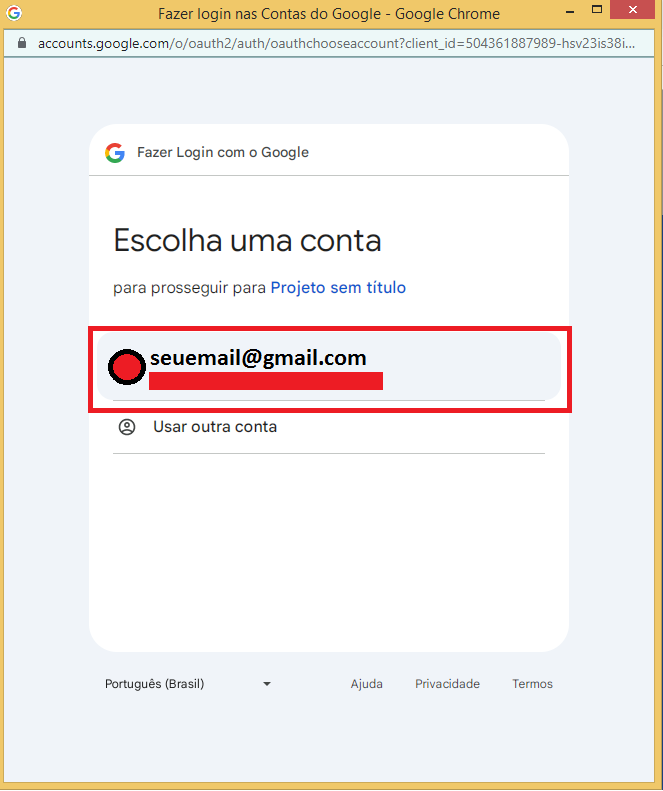 Fazer login nas Contas do Google - Google Chrome
accounts.google.com/o/oauth2/auth/oauthchooseaccount?client_id=504361887989-hsv23is38i...
Fazer Login com o Google
Escolha uma conta
para prosseguir para Projeto sem título
seuemail@gmail.com
Usar outra conta
Português (Brasil) Ajuda Privacidade Termos